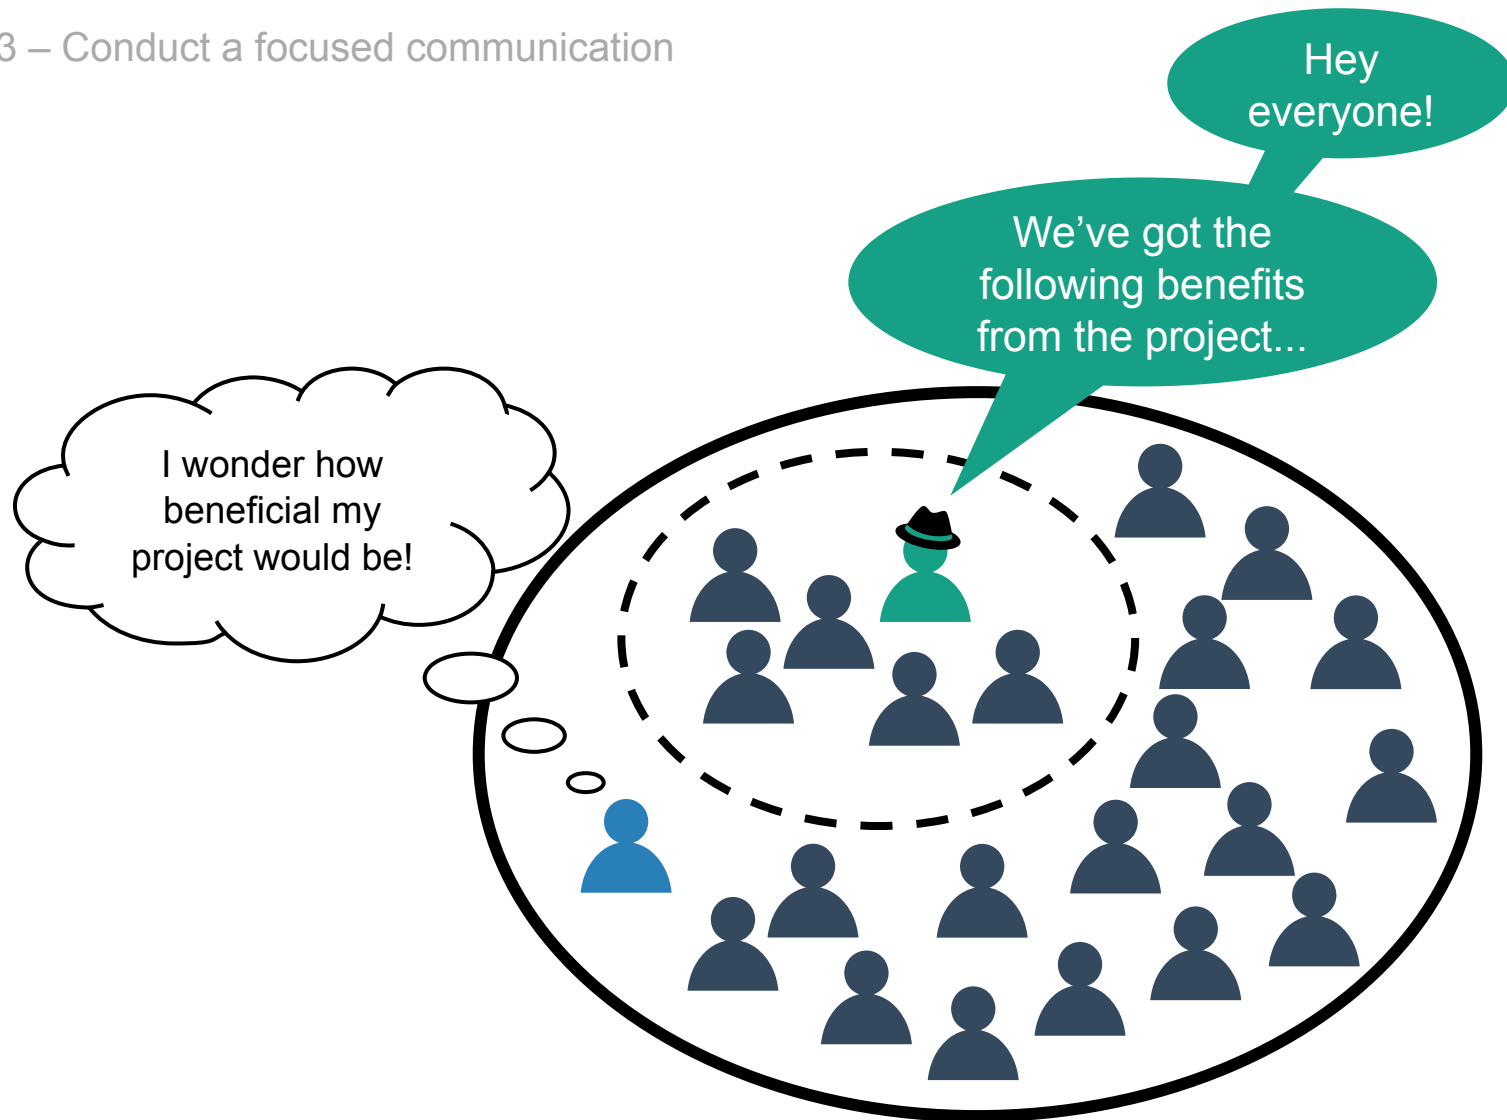 3 – Conduct a focused communication
Hey
everyone!
We’ve got the
following benefits
from the project...
I wonder how
beneficial my
project would be!